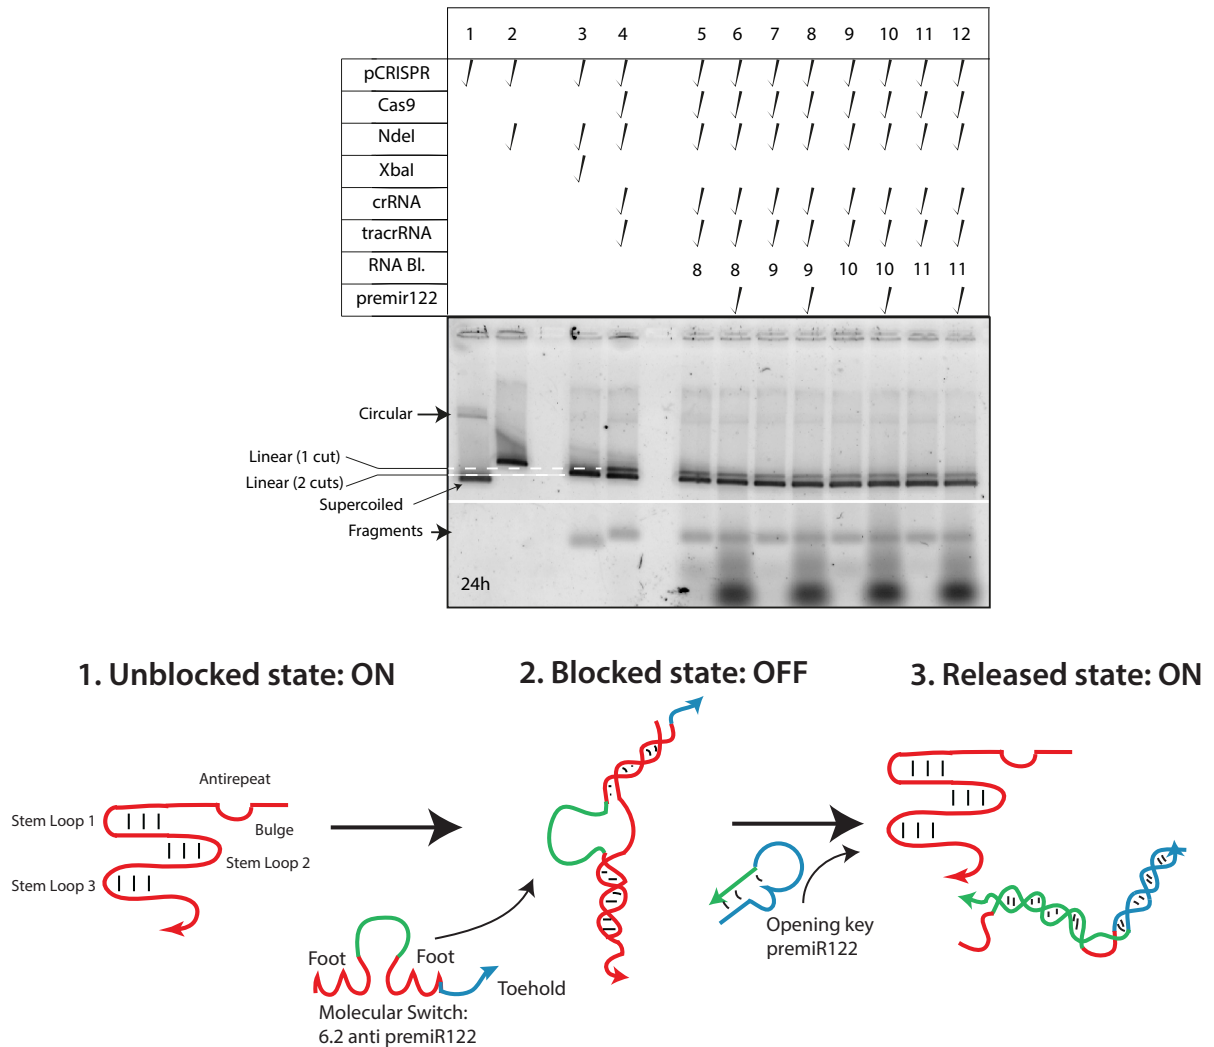 1 2 3 4 5 6 7 8 9 10 11 12
pCRISPR
Cas9
NdeI
XbaI
crRNA
tracrRNA
RNA Bl. 8 8 9 9 10 10 11 11
premir122
Circular
Linear (1 cut)
Linear (2 cuts)
Supercoiled
Fragments
24h
1. Unblocked state: ON
2. Blocked state: OFF
3. Released state: ON
Antirepeat
Stem Loop 1
Bulge
Stem Loop 2
Stem Loop 3
Foot
Foot
Toehold
Molecular Switch:
6.2 anti premiR122
Opening key
premiR122